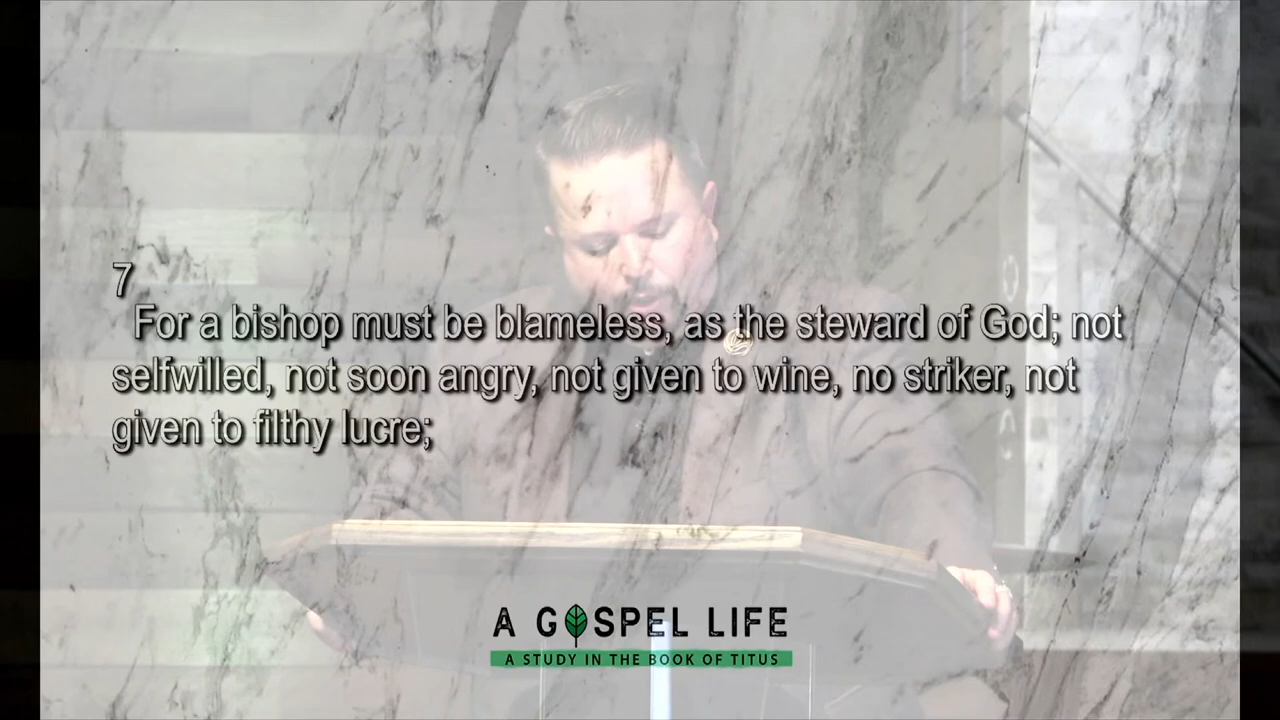 7
For a bishop must be blameless, as the steward of God; not
selfwilled, not soon angry, not given to wine, no striker, not
given to filthy lucre;
A GOSPEL LIFE
A STUDY IN THE BOOK OF TITUS